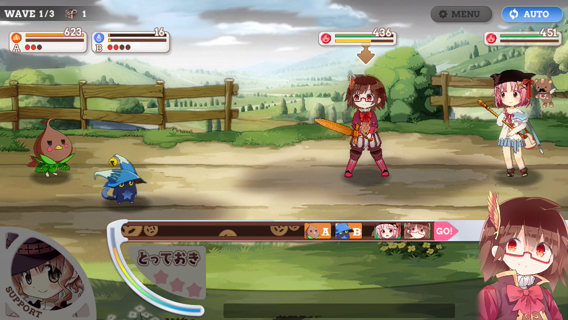 WAVE 1/3 1
MENU
AUTO
623
16
436
451
A
B
A
B
GO!
とっておき
SUPPORT